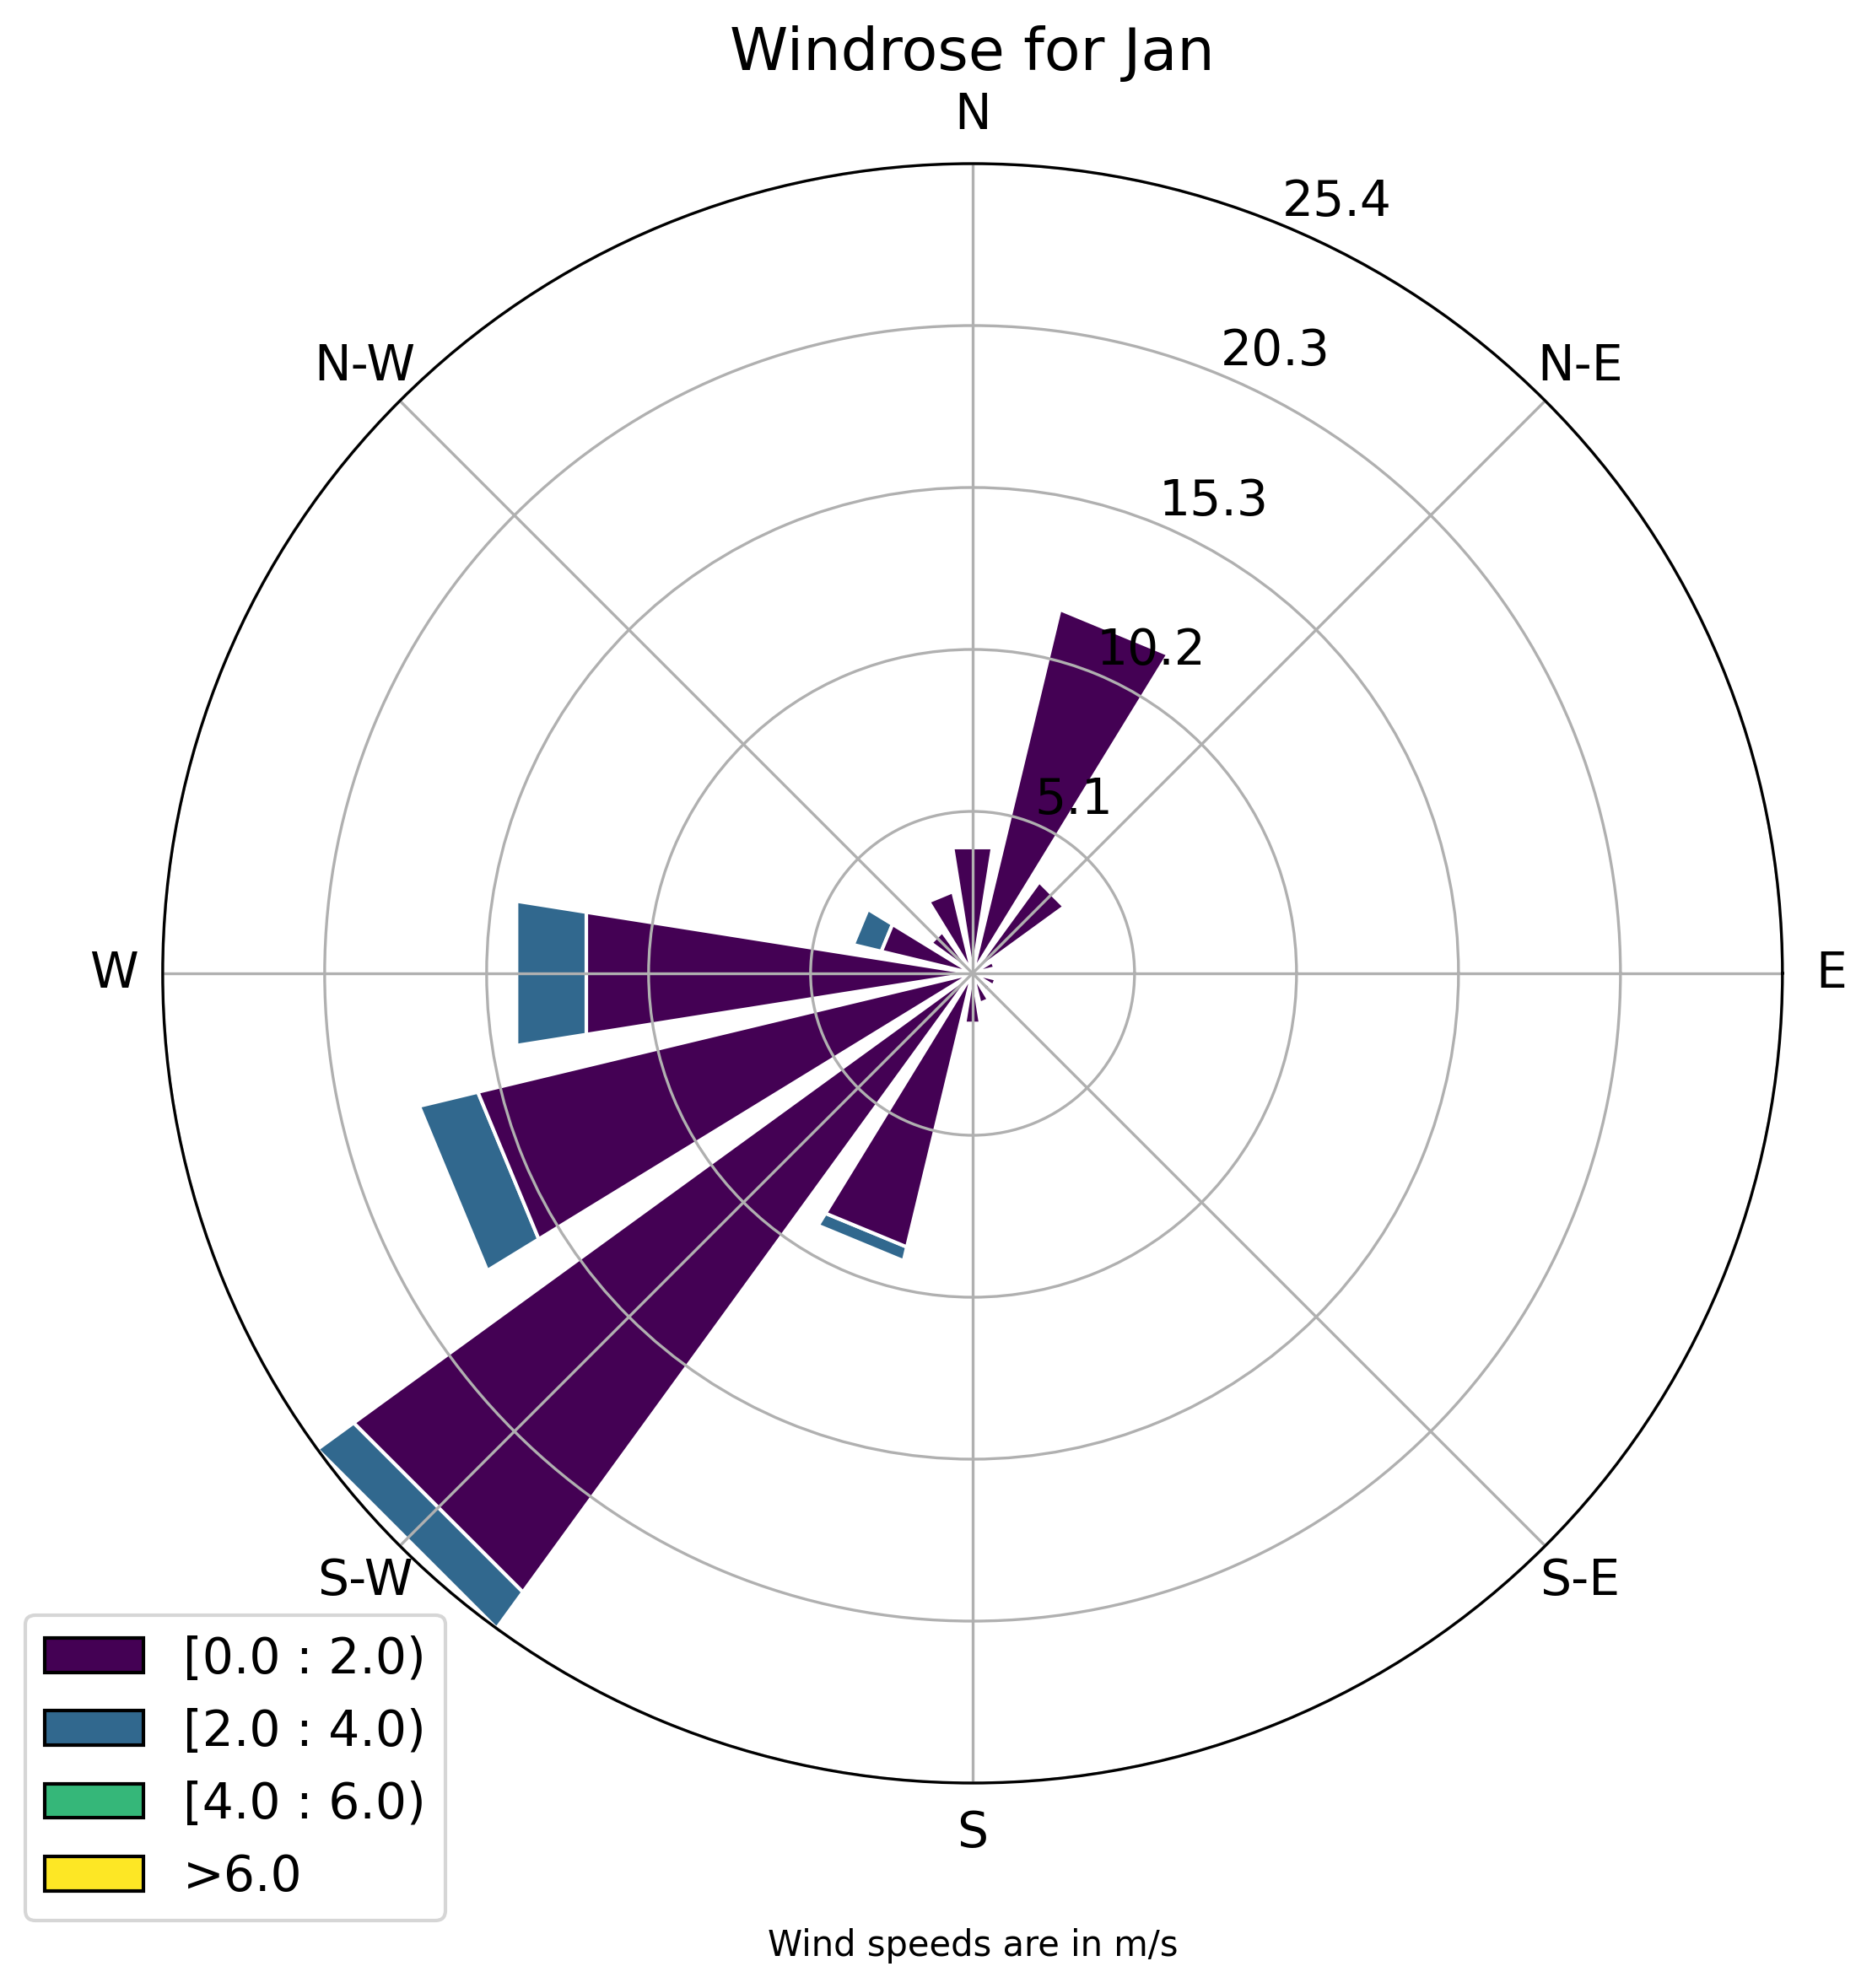 Windrose for Jan
N
25.4
20.3
N-W
N-E
15.3
10.2
5.1
W
E
S-W
S-E
[0.0 : 2.0)
[2.0 : 4.0)
[4.0 : 6.0)
S
>6.0
Wind speeds are in m/s